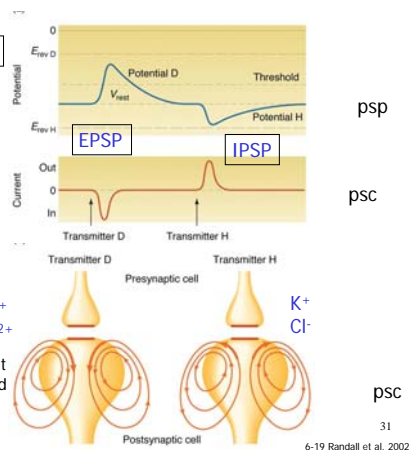 0
E rev D
Potential D
Threshold
Potential
V rest
psp
Potential H
E rev H
EPSP
IPSP
Out
Current
0
psc
In
Transmitter D Transmitter H
Transmitter D Transmitter H
Presynaptic cell
+
K+
2+
Cl-
t
d
psc
Postsynaptic cell
31
6-19 Randall et al. 2002